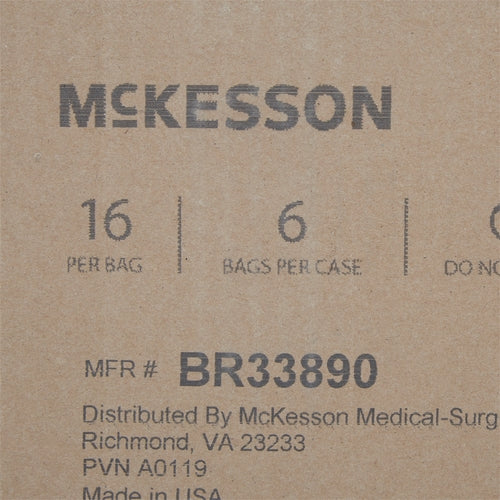 McKESSON
16 6
PER BAG BAGS PER CASE DO
MFR # BR33890
Distributed By McKesson Medical-Surg
Richmond, VA 23233
PVN A0119
Made in USA